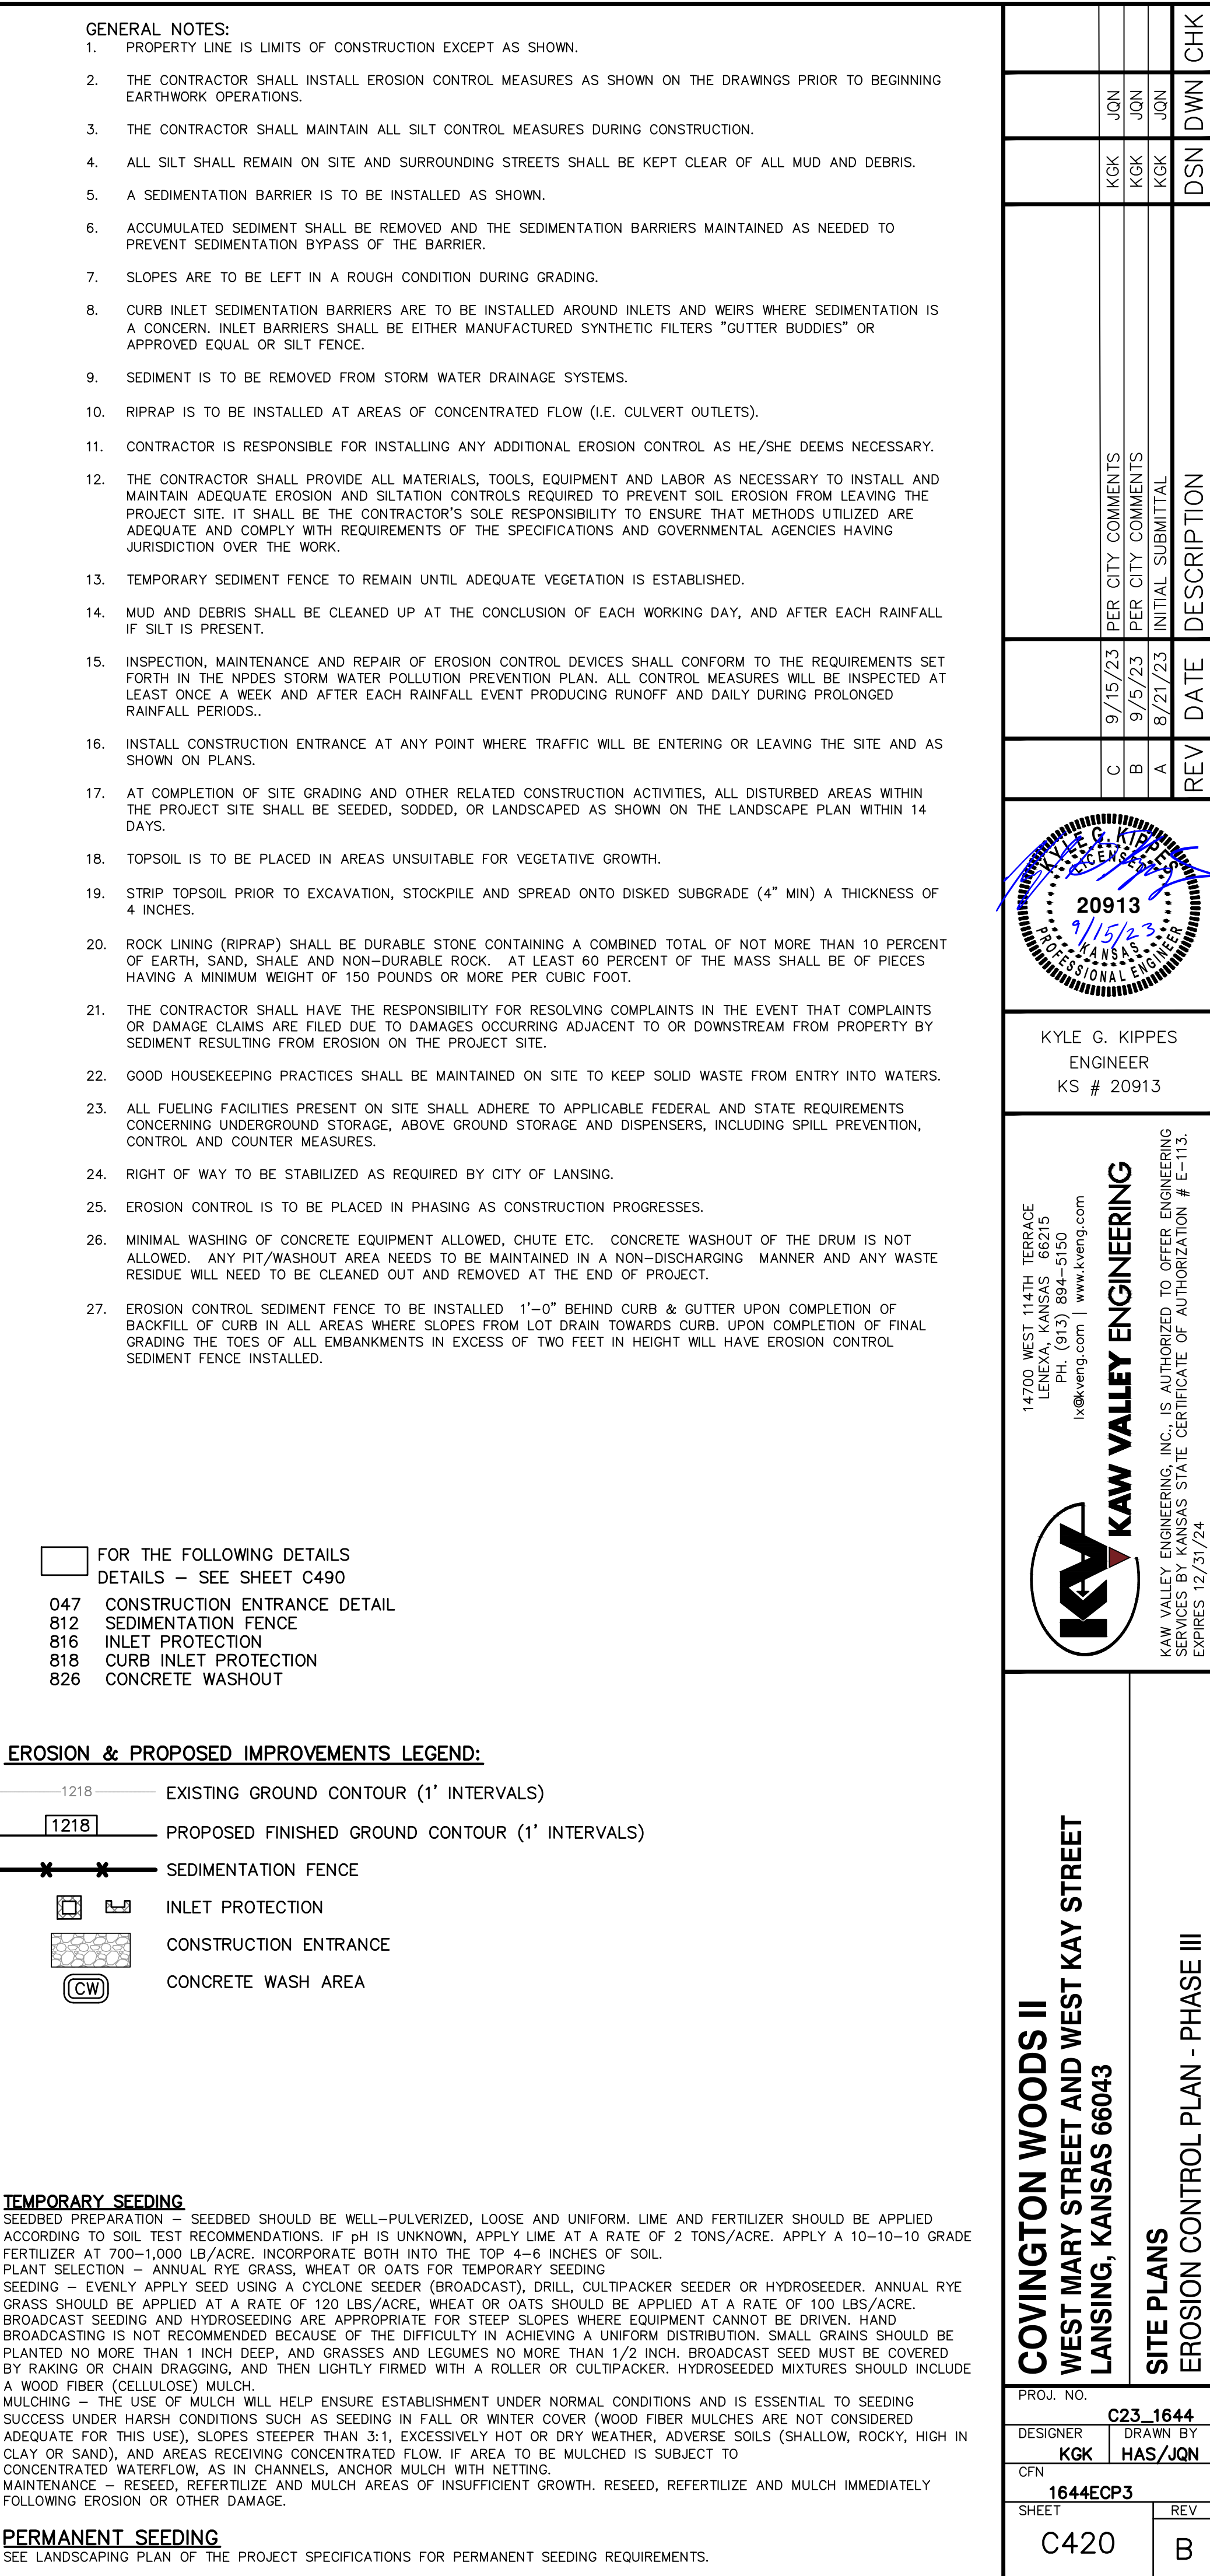 GENERAL NOTES:
1. PROPERTY LINE IS LIMITS OF CONSTRUCTION EXCEPT AS SHOWN.
2. THE CONTRACTOR SHALL INSTALL EROSION CONTROL MEASURES AS SHOWN ON THE DRAWINGS PRIOR TO BEGINNING
EARTHWORK OPERATIONS.
3. THE CONTRACTOR SHALL MAINTAIN ALL SILT CONTROL MEASURES DURING CONSTRUCTION.
4. ALL SILT SHALL REMAIN ON SITE AND SURROUNDING STREETS SHALL BE KEPT CLEAR OF ALL MUD AND DEBRIS.
5. A SEDIMENTATION BARRIER IS TO BE INSTALLED AS SHOWN.
6. ACCUMULATED SEDIMENT SHALL BE REMOVED AND THE SEDIMENTATION BARRIERS MAINTAINED AS NEEDED TO
PREVENT SEDIMENTATION BYPASS OF THE BARRIER.
7. SLOPES ARE TO BE LEFT IN A ROUGH CONDITION DURING GRADING.
8. CURB INLET SEDIMENTATION BARRIERS ARE TO BE INSTALLED AROUND INLETS AND WEIRS WHERE SEDIMENTATION IS
A CONCERN. INLET BARRIERS SHALL BE EITHER MANUFACTURED SYNTHETIC FILTERS "GUTTER BUDDIES" OR
APPROVED EQUAL OR SILT FENCE.
9. SEDIMENT IS TO BE REMOVED FROM STORM WATER DRAINAGE SYSTEMS.
10. RIPRAP IS TO BE INSTALLED AT AREAS OF CONCENTRATED FLOW (I.E. CULVERT OUTLETS).
11. CONTRACTOR IS RESPONSIBLE FOR INSTALLING ANY ADDITIONAL EROSION CONTROL AS HE/SHE DEEMS NECESSARY.
12. THE CONTRACTOR SHALL PROVIDE ALL MATERIALS, TOOLS, EQUIPMENT AND LABOR AS NECESSARY TO INSTALL AND
MAINTAIN ADEQUATE EROSION AND SILTATION CONTROLS REQUIRED TO PREVENT SOIL EROSION FROM LEAVING THE
PROJECT SITE. IT SHALL BE THE CONTRACTOR'S SOLE RESPONSIBILITY TO ENSURE THAT METHODS UTILIZED ARE
ADEQUATE AND COMPLY WITH REQUIREMENTS OF THE SPECIFICATIONS AND GOVERNMENTAL AGENCIES HAVING
JURISDICTION OVER THE WORK.
13. TEMPORARY SEDIMENT FENCE TO REMAIN UNTIL ADEQUATE VEGETATION IS ESTABLISHED.
14. MUD AND DEBRIS SHALL BE CLEANED UP AT THE CONCLUSION OF EACH WORKING DAY, AND AFTER EACH RAINFALL
IF SILT IS PRESENT.
15. INSPECTION, MAINTENANCE AND REPAIR OF EROSION CONTROL DEVICES SHALL CONFORM TO THE REQUIREMENTS SET
FORTH IN THE NPDES STORM WATER POLLUTION PREVENTION PLAN. ALL CONTROL MEASURES WILL BE INSPECTED AT
LEAST ONCE A WEEK AND AFTER EACH RAINFALL EVENT PRODUCING RUNOFF AND DAILY DURING PROLONGED
RAINFALL PERIODS..
16. INSTALL CONSTRUCTION ENTRANCE AT ANY POINT WHERE TRAFFIC WILL BE ENTERING OR LEAVING THE SITE AND AS
SHOWN ON PLANS.
17. AT COMPLETION OF SITE GRADING AND OTHER RELATED CONSTRUCTION ACTIVITIES, ALL DISTURBED AREAS WITHIN
THE PROJECT SITE SHALL BE SEEDED, SODDED, OR LANDSCAPED AS SHOWN ON THE LANDSCAPE PLAN WITHIN 14
DAYS.
18. TOPSOIL IS TO BE PLACED IN AREAS UNSUITABLE FOR VEGETATIVE GROWTH.
19. STRIP TOPSOIL PRIOR TO EXCAVATION, STOCKPILE AND SPREAD ONTO DISKED SUBGRADE (4" MIN) A THICKNESS OF
4 INCHES.
20. ROCK LINING (RIPRAP) SHALL BE DURABLE STONE CONTAINING A COMBINED TOTAL OF NOT MORE THAN 10 PERCENT
OF EARTH, SAND, SHALE AND NON-DURABLE ROCK. AT LEAST 60 PERCENT OF THE MASS SHALL BE OF PIECES
HAVING A MINIMUM WEIGHT OF 150 POUNDS OR MORE PER CUBIC FOOT.
21. THE CONTRACTOR SHALL HAVE THE RESPONSIBILITY FOR RESOLVING COMPLAINTS IN THE EVENT THAT COMPLAINTS
OR DAMAGE CLAIMS ARE FILED DUE TO DAMAGES OCCURRING ADJACENT TO OR DOWNSTREAM FROM PROPERTY BY
SEDIMENT RESULTING FROM EROSION ON THE PROJECT SITE.
22. GOOD HOUSEKEEPING PRACTICES SHALL BE MAINTAINED ON SITE TO KEEP SOLID WASTE FROM ENTRY INTO WATERS.
23. ALL FUELING FACILITIES PRESENT ON SITE SHALL ADHERE TO APPLICABLE FEDERAL AND STATE REQUIREMENTS
CONCERNING UNDERGROUND STORAGE, ABOVE GROUND STORAGE AND DISPENSERS, INCLUDING SPILL PREVENTION,
CONTROL AND COUNTER MEASURES.
24. RIGHT OF WAY TO BE STABILIZED AS REQUIRED BY CITY OF LANSING.
25. EROSION CONTROL IS TO BE PLACED IN PHASING AS CONSTRUCTION PROGRESSES.
26. MINIMAL WASHING OF CONCRETE EQUIPMENT ALLOWED, CHUTE ETC. CONCRETE WASHOUT OF THE DRUM IS NOT
ALLOWED. ANY PIT/WASHOUT AREA NEEDS TO BE MAINTAINED IN A NON-DISCHARGING MANNER AND ANY WASTE
RESIDUE WILL NEED TO BE CLEANED OUT AND REMOVED AT THE END OF PROJECT.
27. EROSION CONTROL SEDIMENT FENCE TO BE INSTALLED 1'-0" BEHIND CURB & GUTTER UPON COMPLETION OF
BACKFILL OF CURB IN ALL AREAS WHERE SLOPES FROM LOT DRAIN TOWARDS CURB. UPON COMPLETION OF FINAL
GRADING THE TOES OF ALL EMBANKMENTS IN EXCESS OF TWO FEET IN HEIGHT WILL HAVE EROSION CONTROL
SEDIMENT FENCE INSTALLED.
FOR THE FOLLOWING DETAILS
DETAILS - SEE SHEET C490
047 CONSTRUCTION ENTRANCE DETAIL
812 SEDIMENTATION FENCE
816 INLET PROTECTION
818 CURB INLET PROTECTION
826 CONCRETE WASHOUT
EROSION & PROPOSED IMPROVEMENTS LEGEND:
1218 EXISTING GROUND CONTOUR (1' INTERVALS)
1218 PROPOSED FINISHED GROUND CONTOUR (1' INTERVALS)
SEDIMENTATION FENCE
INLET PROTECTION
CONSTRUCTION ENTRANCE
CW CONCRETE WASH AREA
TEMPORARY SEEDING
SEEDBED PREPARATION - SEEDBED SHOULD BE WELL-PULVERIZED, LOOSE AND UNIFORM. LIME AND FERTILIZER SHOULD BE APPLIED
ACCORDING TO SOIL TEST RECOMMENDATIONS. IF pH IS UNKNOWN, APPLY LIME AT A RATE OF 2 TONS/ACRE. APPLY A 10-10-10 GRADE
FERTILIZER AT 700-1,000 LB/ACRE. INCORPORATE BOTH INTO THE TOP 4-6 INCHES OF SOIL.
PLANT SELECTION - ANNUAL RYE GRASS, WHEAT OR OATS FOR TEMPORARY SEEDING
SEEDING - EVENLY APPLY SEED USING A CYCLONE SEEDER (BROADCAST), DRILL, CULTIPACKER SEEDER OR HYDROSEEDER. ANNUAL RYE
GRASS SHOULD BE APPLIED AT A RATE OF 120 LBS/ACRE, WHEAT OR OATS SHOULD BE APPLIED AT A RATE OF 100 LBS/ACRE.
BROADCAST SEEDING AND HYDROSEEDING ARE APPROPRIATE FOR STEEP SLOPES WHERE EQUIPMENT CANNOT BE DRIVEN. HAND
BROADCASTING IS NOT RECOMMENDED BECAUSE OF THE DIFFICULTY IN ACHIEVING A UNIFORM DISTRIBUTION. SMALL GRAINS SHOULD BE
PLANTED NO MORE THAN 1 INCH DEEP, AND GRASSES AND LEGUMES NO MORE THAN 1/2 INCH. BROADCAST SEED MUST BE COVERED
BY RAKING OR CHAIN DRAGGING, AND THEN LIGHTLY FIRMED WITH A ROLLER OR CULTIPACKER. HYDROSEEDED MIXTURES SHOULD INCLUDE
A WOOD FIBER (CELLULOSE) MULCH.
MULCHING - THE USE OF MULCH WILL HELP ENSURE ESTABLISHMENT UNDER NORMAL CONDITIONS AND IS ESSENTIAL TO SEEDING
SUCCESS UNDER HARSH CONDITIONS SUCH AS SEEDING IN FALL OR WINTER COVER (WOOD FIBER MULCHES ARE NOT CONSIDERED
ADEQUATE FOR THIS USE), SLOPES STEEPER THAN 3:1, EXCESSIVELY HOT OR DRY WEATHER, ADVERSE SOILS (SHALLOW, ROCKY, HIGH IN
CLAY OR SAND), AND AREAS RECEIVING CONCENTRATED FLOW. IF AREA TO BE MULCHED IS SUBJECT TO
CONCENTRATED WATERFLOW, AS IN CHANNELS, ANCHOR MULCH WITH NETTING.
MAINTENANCE - RESEED, REFERTILIZE AND MULCH AREAS OF INSUFFICIENT GROWTH. RESEED, REFERTILIZE AND MULCH IMMEDIATELY
FOLLOWING EROSION OR OTHER DAMAGE.
PERMANENT SEEDING
SEE LANDSCAPING PLAN OF THE PROJECT SPECIFICATIONS FOR PERMANENT SEEDING REQUIREMENTS.
C 9/15/23 PER CITY COMMENTS KGK JQN
B 9/5/23 PER CITY COMMENTS KGK JQN
A 8/21/23 INITIAL SUBMITTAL KGK JQN
REV DATE DESCRIPTION DSN DWN CHK
KYLE G. KIPPES
LICENSED
20913
9/15/23
KANSAS
PROFESSIONAL ENGINEER
KYLE G. KIPPES
ENGINEER
KS # 20913
14700 WEST 114TH TERRACE
LENEXA, KANSAS 66215
PH. (913) 894-5150
lx@kveng.com | www.kveng.com
KV
KAW VALLEY ENGINEERING
KAW VALLEY ENGINEERING, INC., IS AUTHORIZED TO OFFER ENGINEERING
SERVICES BY KANSAS STATE CERTIFICATE OF AUTHORIZATION # E-113.
EXPIRES 12/31/24
COVINGTON WOODS II
WEST MARY STREET AND WEST KAY STREET
LANSING, KANSAS 66043
SITE PLANS
EROSION CONTROL PLAN - PHASE III
PROJ. NO.
C23_1644
DESIGNER DRAWN BY
KGK HAS/JQN
CFN
1644ECP3
SHEET REV
C420 B